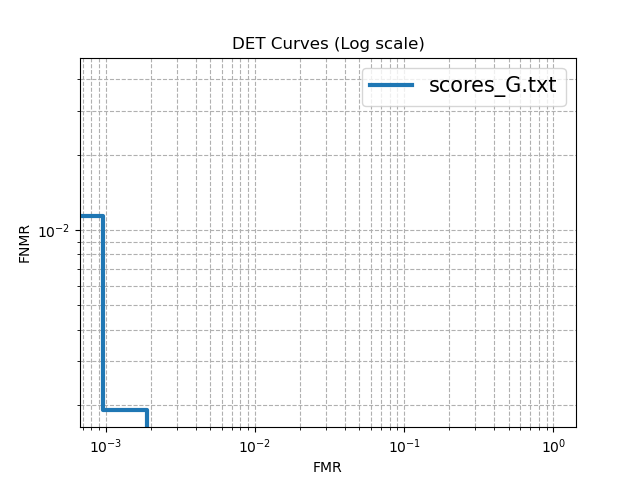 DET Curves (Log scale)
scores_G.txt
FNMR
10⁻²
10⁻³ 10⁻² 10⁻¹ 10⁰
FMR